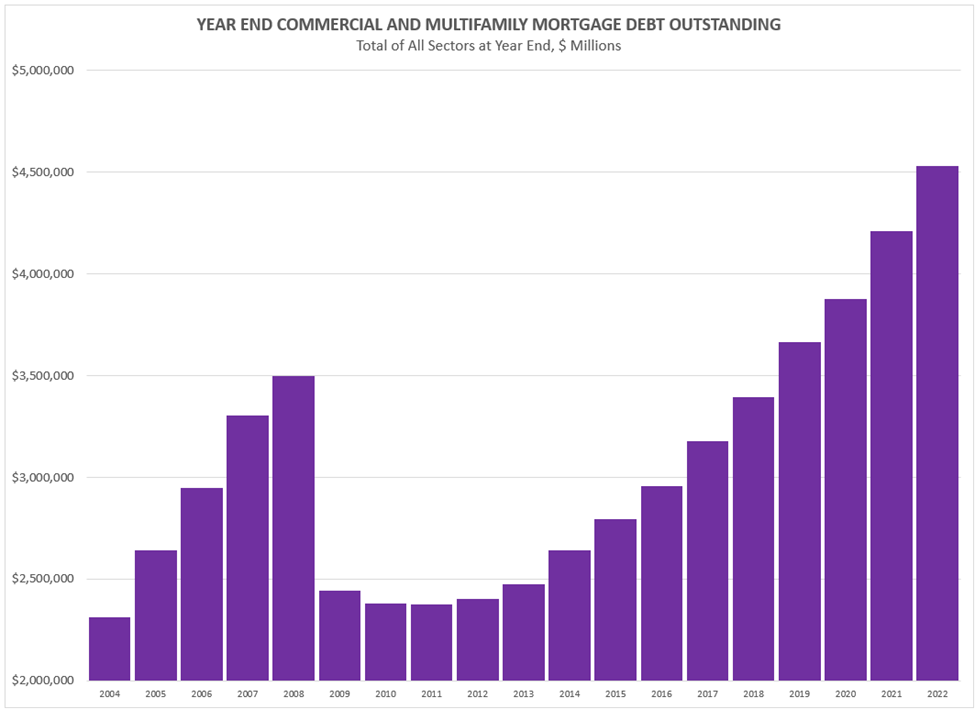 YEAR END COMMERCIAL AND MULTIFAMILY MORTGAGE DEBT OUTSTANDING
Total of All Sectors at Year End, $ Millions
$5,000,000
$4,500,000
$4,000,000
$3,500,000
$3,000,000
$2,500,000
$2,000,000
2004 2005 2006 2007 2008 2009 2010 2011 2012 2013 2014 2015 2016 2017 2018 2019 2020 2021 2022